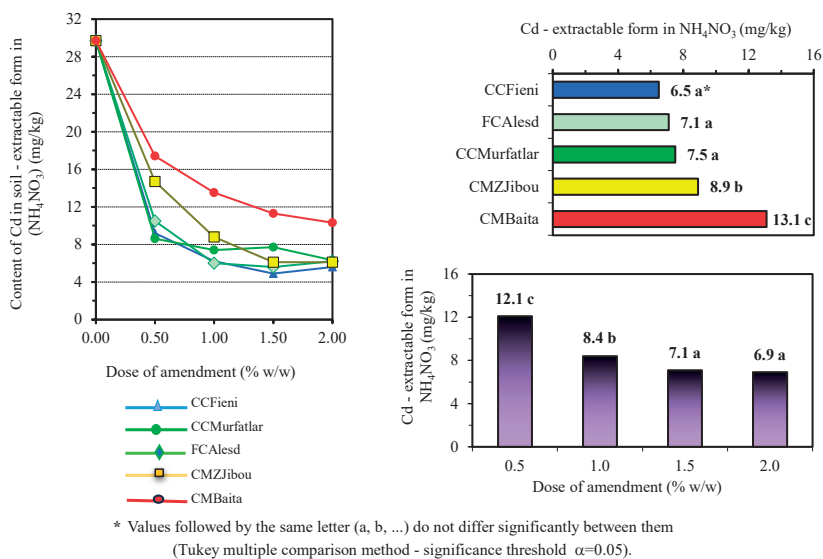 Content of Cd in soil - extractable form in
(NH₄NO₃) (mg/kg)
32
28
24
20
16
12
8
4
0
0.00 0.50 1.00 1.50 2.00
Dose of amendment (% w/w)
CCFieni
CCMurfatlar
FCAlesd
CMZJibou
CMBaita
Cd - extractable form in NH₄NO₃ (mg/kg)
0 4 8 12 16
CCFieni 6.5 a*
FCAlesd 7.1 a
CCMurfatlar 7.5 a
CMZJibou 8.9 b
CMBaita 13.1 c
Cd - extractable form in
NH₄NO₃ (mg/kg)
16
12
8
4
0
12.1 c
8.4 b
7.1 a
6.9 a
0.5 1.0 1.5 2.0
Dose of amendment (% w/w)
* Values followed by the same letter (a, b, ...) do not differ significantly between them
(Tukey multiple comparison method - significance threshold α=0.05).